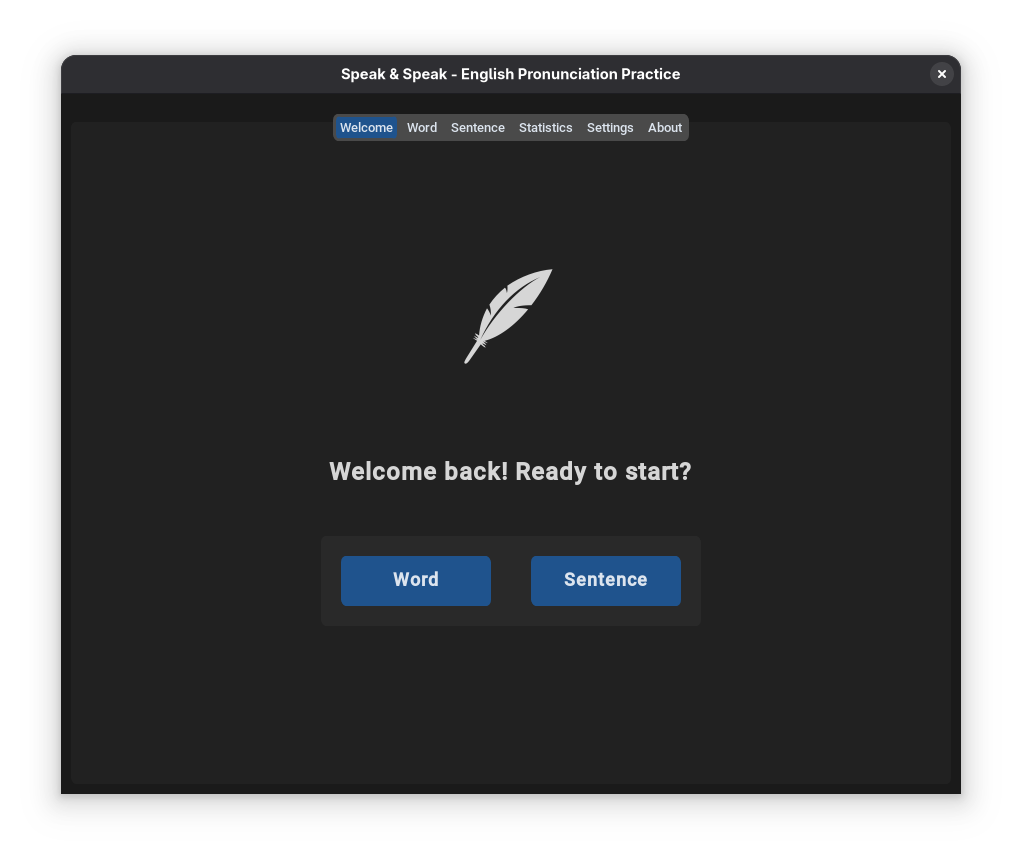 Speak & Speak - English Pronunciation Practice
Welcome Word Sentence Statistics Settings About
Welcome back! Ready to start?
Word Sentence